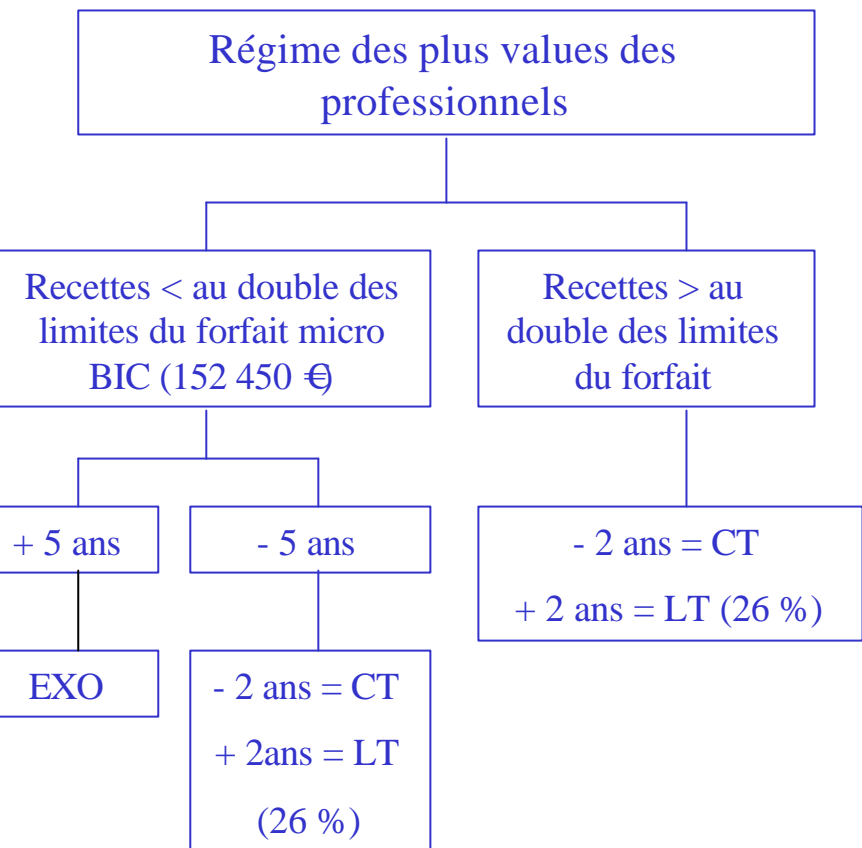 Régime des plus values des
professionnels
Recettes < au double des
limites du forfait micro
BIC (152 450 €)
Recettes > au
double des limites
du forfait
+ 5 ans
- 5 ans
- 2 ans = CT
+ 2 ans = LT (26 %)
EXO
- 2 ans = CT
+ 2ans = LT
(26 %)